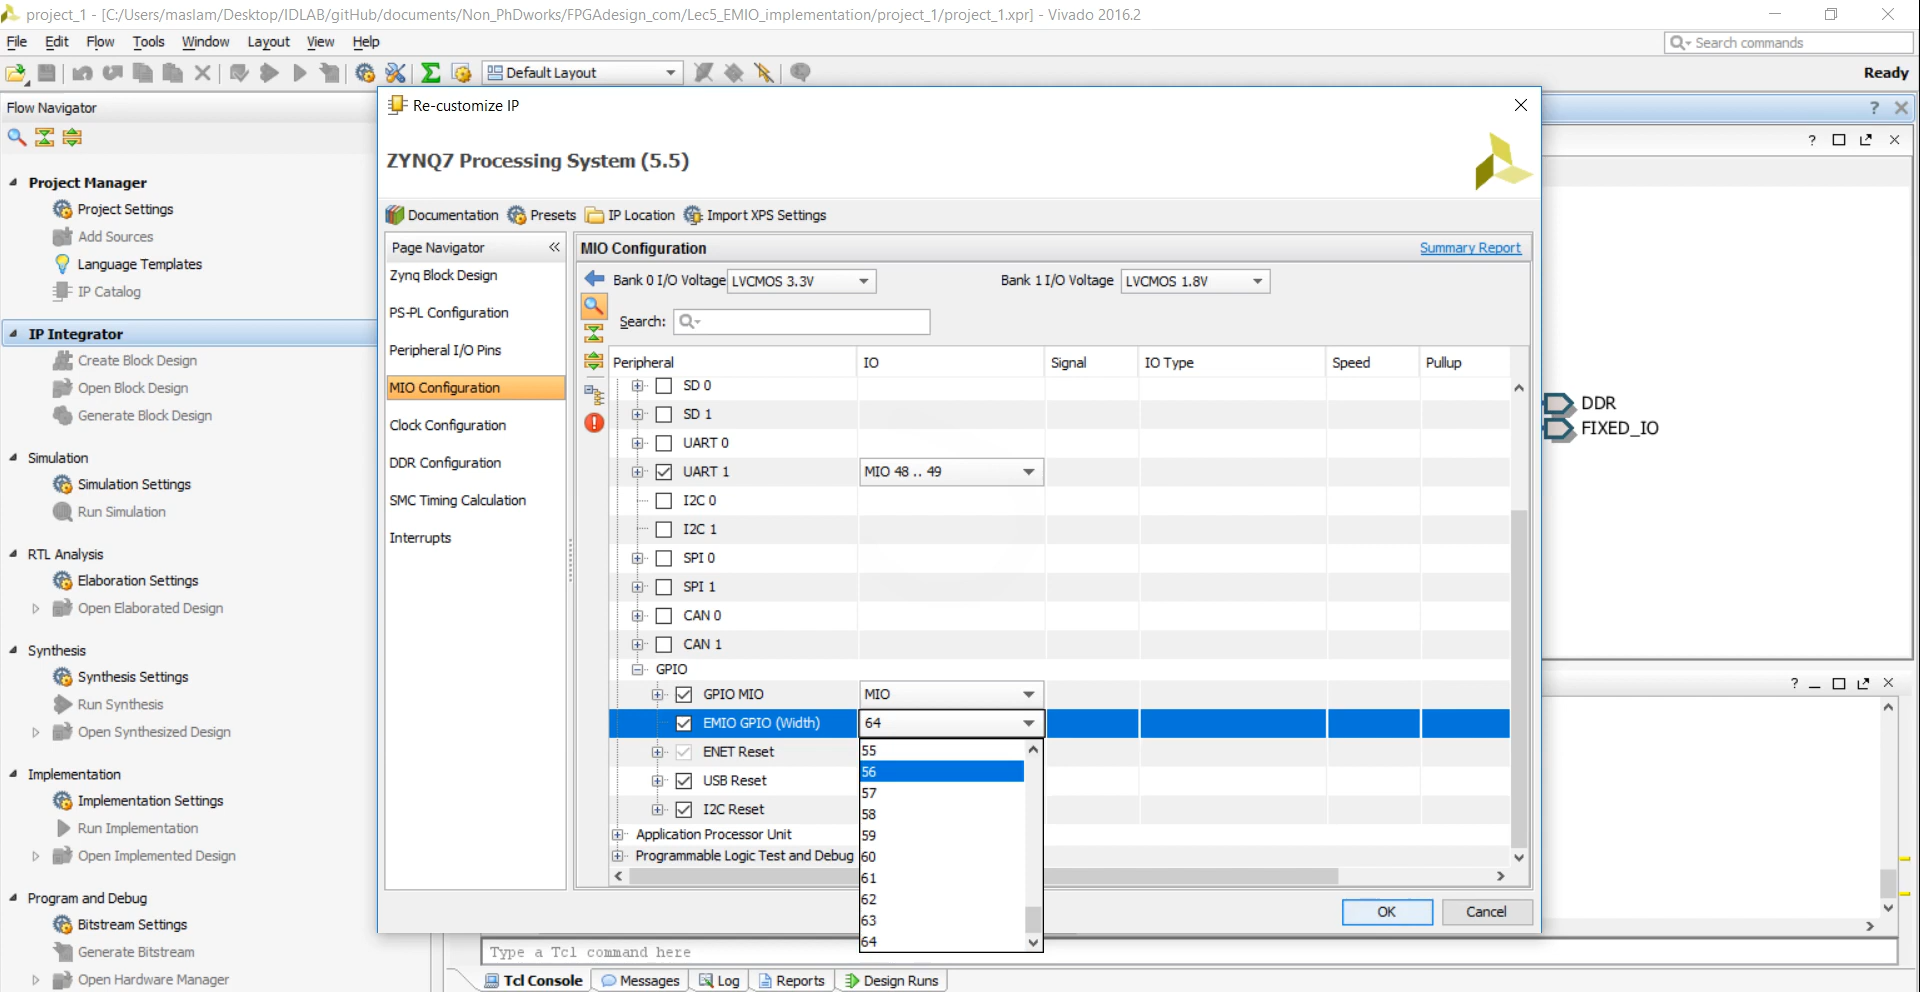 project_1 - [C:/Users/maslam/Desktop/IDLAB/gitHub/documents/Non_PhDworks/FPGAdesign_com/Lec5_EMIO_implementation/project_1/project_1.xpr] - Vivado 2016.2
File Edit Flow Tools Window Layout View Help
Search commands
Default Layout
Ready
Flow Navigator
Project Manager
Project Settings
Add Sources
Language Templates
IP Catalog
IP Integrator
Create Block Design
Open Block Design
Generate Block Design
Simulation
Simulation Settings
Run Simulation
RTL Analysis
Elaboration Settings
Open Elaborated Design
Synthesis
Synthesis Settings
Run Synthesis
Open Synthesized Design
Implementation
Implementation Settings
Run Implementation
Open Implemented Design
Program and Debug
Bitstream Settings
Generate Bitstream
Open Hardware Manager
Re-customize IP
ZYNQ7 Processing System (5.5)
Documentation Presets IP Location Import XPS Settings
Page Navigator
Zynq Block Design
PS-PL Configuration
Peripheral I/O Pins
MIO Configuration
Clock Configuration
DDR Configuration
SMC Timing Calculation
Interrupts
MIO Configuration Summary Report
Bank 0 I/O Voltage LVCMOS 3.3V Bank 1 I/O Voltage LVCMOS 1.8V
Search:
Peripheral IO Signal IO Type Speed Pullup
SD 0
SD 1
UART 0
UART 1 MIO 48 .. 49
I2C 0
I2C 1
SPI 0
SPI 1
CAN 0
CAN 1
GPIO
GPIO MIO MIO
EMIO GPIO (Width) 64
ENET Reset
USB Reset
I2C Reset
Application Processor Unit
Programmable Logic Test and Debug
55
56
57
58
59
60
61
62
63
64
OK Cancel
DDR
FIXED_IO
Type a Tcl command here
Tcl Console Messages Log Reports Design Runs